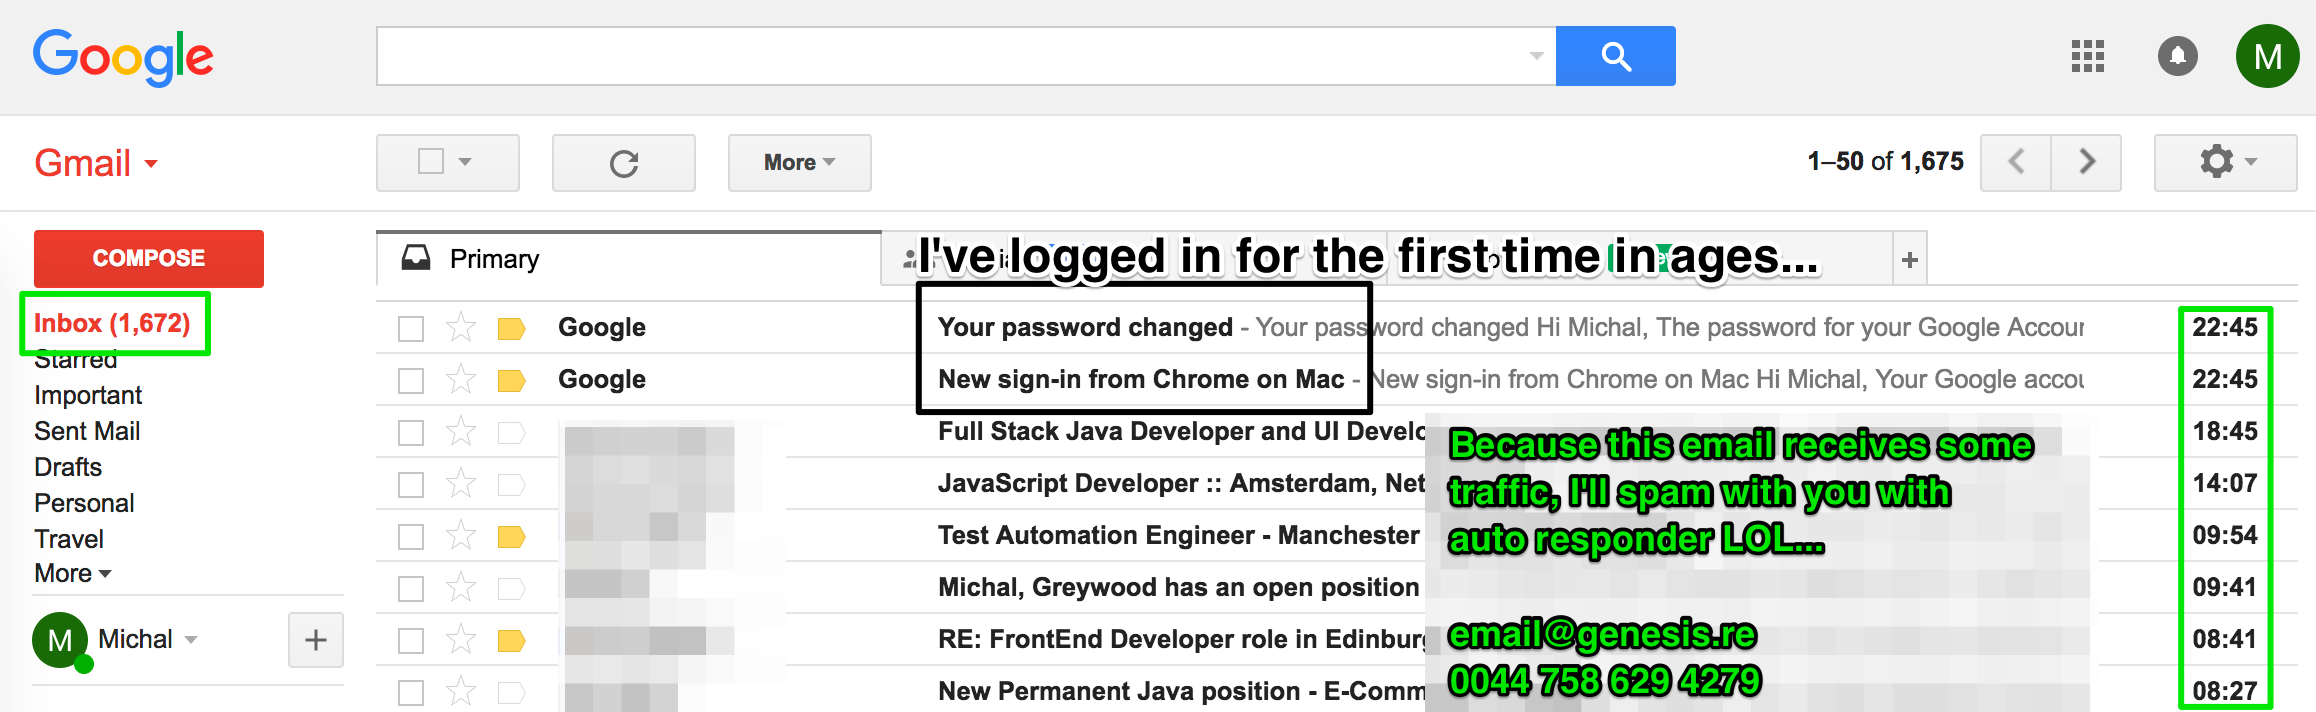 Google
M
Gmail
More
1–50 of 1,675
COMPOSE
Primary
I've logged in for the first time in ages...
+
Inbox (1,672)
Starred
Important
Sent Mail
Drafts
Personal
Travel
More
M Michal +
Google Your password changed - Your password changed Hi Michal, The password for your Google Accour 22:45
Google New sign-in from Chrome on Mac - New sign-in from Chrome on Mac Hi Michal, Your Google accou 22:45
Full Stack Java Developer and UI Develo 18:45
JavaScript Developer :: Amsterdam, Net 14:07
Test Automation Engineer - Manchester 09:54
Michal, Greywood has an open position 09:41
RE: FrontEnd Developer role in Edinburg 08:41
New Permanent Java position - E-Comm 08:27
Because this email receives some
traffic, I'll spam with you with
auto responder LOL...
email@genesis.re
0044 758 629 4279